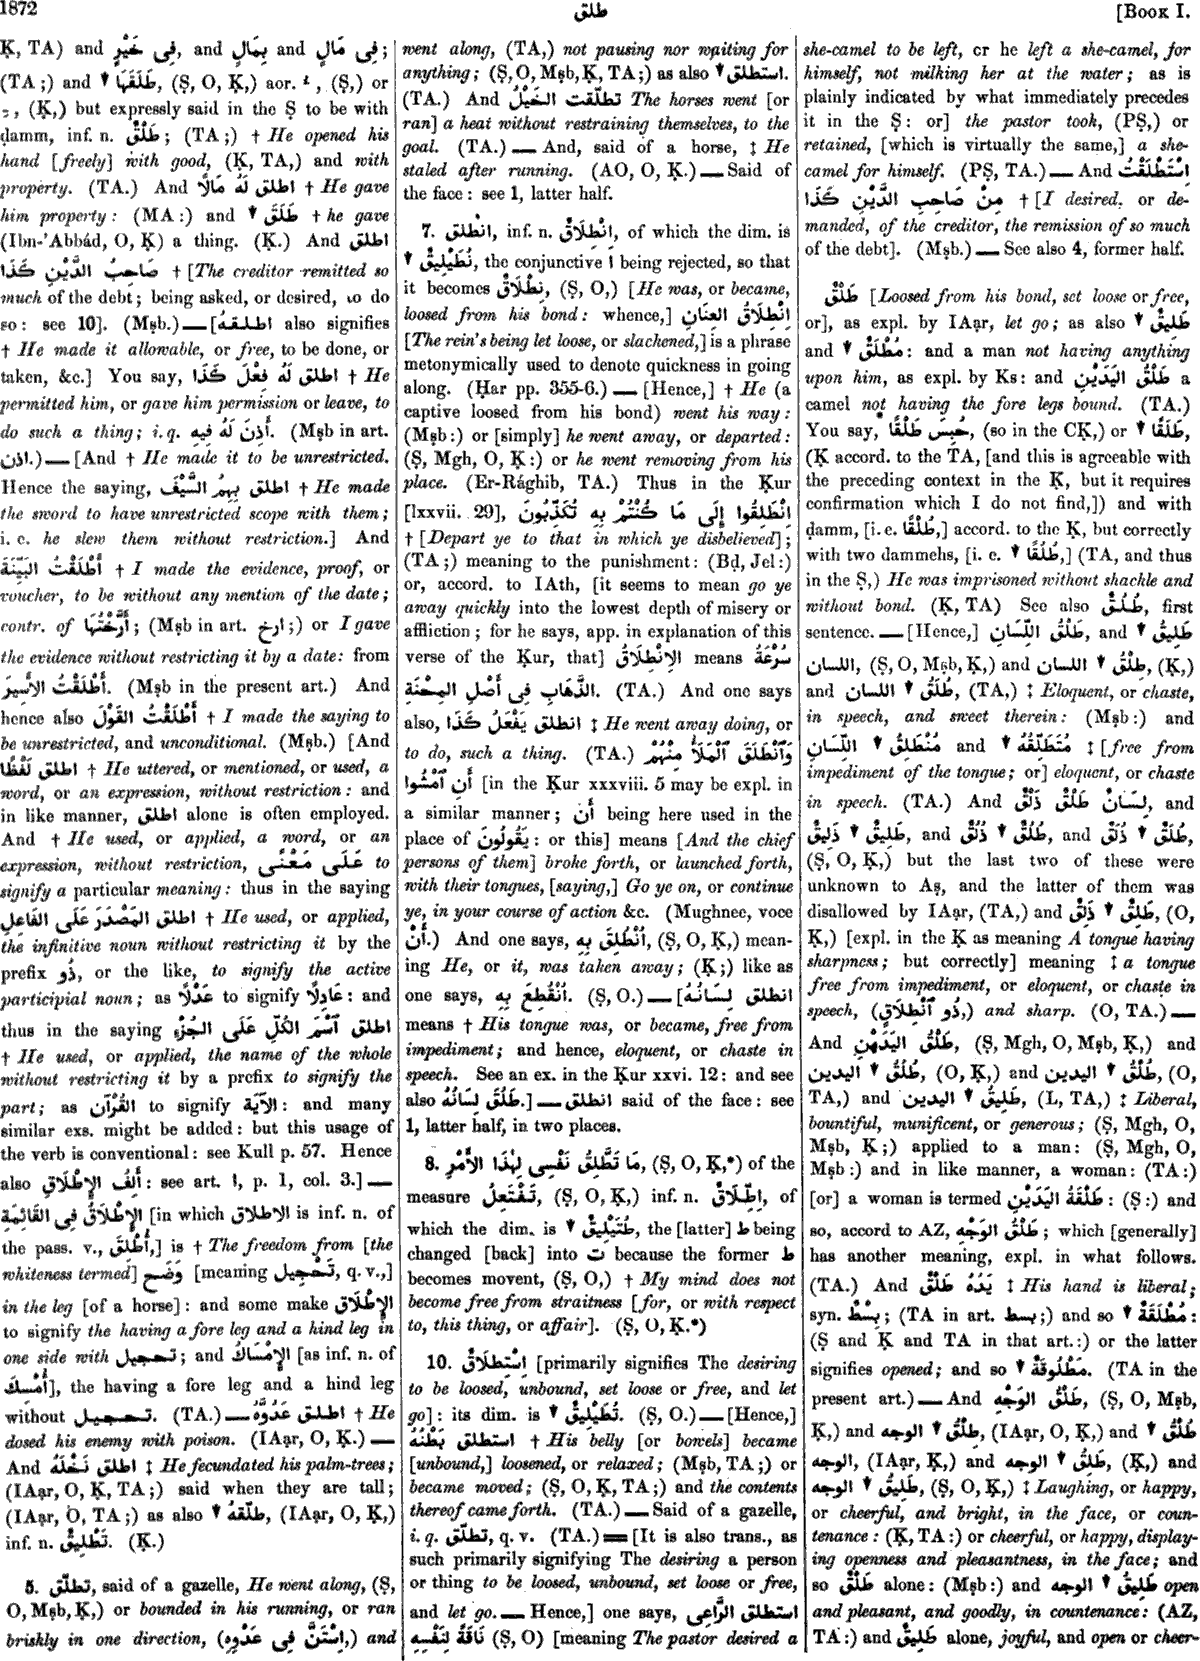 1872
طلق
[Book I.
Ḳ, TA) and فِى خَيْرٍ, and بِمَالٍ and فِى مَالٍ;
(TA;) and ▼ طَلَقَهَا, (Ṣ, O, Ḳ,) aor. ـُ, (Ṣ,) or
ـِ, (Ḳ,) but expressly said in the Ṣ to be with
ḍamm, inf. n. طَلْقٌ; (TA;) † He opened his
hand [freely] with good, (Ḳ, TA,) and with
property. (TA.) And اطلق لَهُ مَالًا † He gave
him property: (MA:) and ▼ طَلَقَ † he gave
(Ibn-'Abbád, O, Ḳ) a thing. (Ḳ.) And اطلق
صَاحِبُ الدَّيْنِ كَذَا † [The creditor remitted so
much of the debt; being asked, or desired, to do
so: see 10]. (Mṣb.) — [اطلقهُ also signifies
† He made it allowable, or free, to be done, or
taken, &c.] You say, اطلق لَهُ فِعْلَ كَذَا † He
permitted him, or gave him permission or leave, to
do such a thing; i. q. أَذِنَ لَهُ فِيهِ. (Mṣb in art.
اذن.) — [And † He made it to be unrestricted.
Hence the saying, اطلق بِهِمُ السَّيْفَ † He made
the sword to have unrestricted scope with them;
i. e. he slew them without restriction.] And
أَطْلَقْتُ البَيِّنَةَ † I made the evidence, proof, or
voucher, to be without any mention of the date;
contr. of أَرَّخْتُهَا; (Mṣb in art. ارخ;) or I gave
the evidence without restricting it by a date: from
أَطْلَقْتُ الأَسِيرَ. (Mṣb in the present art.) And
hence also أَطْلَقْتُ القَوْلَ † I made the saying to
be unrestricted, and unconditional. (Mṣb.) [And
اطلق لَفْظًا † He uttered, or mentioned, or used, a
word, or an expression, without restriction: and
in like manner, اطلق alone is often employed.
And † He used, or applied, a word, or an
expression, without restriction, عَلَى مَعْنًى to
signify a particular meaning: thus in the saying
اطلق المَصْدَرَ عَلَى الفَاعِلِ † He used, or applied,
the infinitive noun without restricting it by the
prefix ذُو, or the like, to signify the active
participial noun; as عَدْلًا to signify عَادِلًا: and
thus in the saying اطلق ٱسْمَ الكُلِّ عَلَى الجُزْءِ
† He used, or applied, the name of the whole
without restricting it by a prefix to signify the
part; as القُرْآن to signify الآيَة: and many
similar exs. might be added: but this usage of
the verb is conventional: see Kull p. 57. Hence
also أَلِفُ الإِطْلَاقِ: see art. ا, p. 1, col. 3.] —
الإِطْلَاقُ فِى القَائِمَةِ [in which الاطلاق is inf. n. of
the pass. v., أُطْلِقَ,] is † The freedom from [the
whiteness termed] وَضَح [meaning تَحْجِيل, q. v.,]
in the leg [of a horse]: and some make الإِطْلَاق
to signify the having a fore leg and a hind leg in
one side with تحجيل; and الإِمْسَاكُ [as inf. n. of
أُمْسِكَ], the having a fore leg and a hind leg
without تحجيل. (TA.) — اطلق عَدُوَّهُ † He
dosed his enemy with poison. (IAạr, O, Ḳ.) —
And اطلق نَخْلَهُ ‡ He fecundated his palm-trees;
(IAạr, O, Ḳ, TA;) said when they are tall;
(IAạr, O, TA;) as also ▼ طلّقهُ, (IAạr, O, Ḳ,)
inf. n. تَطْلِيقٌ. (Ḳ.)
5. تطلّق, said of a gazelle, He went along, (Ṣ,
O, Mṣb, Ḳ,) or bounded in his running, or ran
briskly in one direction, (اِسْتَنَّ فِى عَدْوِهِ,) and
went along, (TA,) not pausing nor waiting for
anything; (Ṣ, O, Mṣb, Ḳ, TA;) as also ▼ استطلق.
(TA.) And تطلّقت الخَيْلُ The horses went [or
ran] a heat without restraining themselves, to the
goal. (TA.) — And, said of a horse, ‡ He
staled after running. (AO, O, Ḳ.) — Said of
the face: see 1, latter half.
7. انطلق, inf. n. اِنْطِلَاقٌ, of which the dim. is
▼ نُطَيْلِيقٌ, the conjunctive ا being rejected, so that
it becomes نِطْلَاقٌ, (Ṣ, O,) [He was, or became,
loosed from his bond: whence,] اِنْطِلَاقُ العِنَانِ
[The rein's being let loose, or slackened,] is a phrase
metonymically used to denote quickness in going
along. (Ḥar pp. 355-6.) — [Hence,] † He (a
captive loosed from his bond) went his way:
(Mṣb:) or [simply] he went away, or departed:
(Ṣ, Mgh, O, Ḳ:) or he went removing from his
place. (Er-Rághib, TA.) Thus in the Ḳur
[lxxvii. 29], اِنْطَلِقُوا إِلَى مَا كُنْتُمْ بِهِ تُكَذِّبُونَ
† [Depart ye to that in which ye disbelieved];
(TA;) meaning to the punishment: (Bḍ, Jel:)
or, accord. to IAth, [it seems to mean go ye
away quickly into the lowest depth of misery or
affliction; for he says, app. in explanation of this
verse of the Ḳur, that] الاِنْطِلَاقُ means سُرْعَةُ
الذَّهَابِ فِى أَصْلِ المِحْنَةِ. (TA.) And one says
also, انطلق يَفْعَلُ كَذَا ‡ He went away doing, or
to do, such a thing. (TA.) وَٱنْطَلَقَ ٱلْمَلَأُ مِنْهُمْ
أَنِ ٱمْشُوا [in the Ḳur xxxviii. 5 may be expl. in
a similar manner; أَن being here used in the
place of يَقُولُونَ: or this] means [And the chief
persons of them] broke forth, or launched forth,
with their tongues, [saying,] Go ye on, or continue
ye, in your course of action &c. (Mughnee, voce
أَنْ.) And one says, اُنْطُلِقَ بِهِ, (Ṣ, O, Ḳ,) mean-
ing He, or it, was taken away; (Ḳ;) like as
one says, اُنْقُطِعَ بِهِ. (Ṣ, O.) — [انطلق لِسَانُهُ
means † His tongue was, or became, free from
impediment; and hence, eloquent, or chaste in
speech. See an ex. in the Ḳur xxvi. 12: and see
also طَلُقَ لِسَانُهُ.] — انطلق said of the face: see
1, latter half, in two places.
8. مَا تَطَّلِقُ نَفْسِى لِهٰذَا الأَمْرِ, (Ṣ, O, Ḳ,*) of the
measure تَفْتَعِلُ, (Ṣ, O, Ḳ,) inf. n. اِطِّلَاقٌ, of
which the dim. is ▼ طُتَيْلِيقٌ, the [latter] ط being
changed [back] into ت because the former ط
becomes movent, (Ṣ, O,) † My mind does not
become free from straitness [for, or with respect
to, this thing, or affair]. (Ṣ, O, Ḳ.*)
10. اِسْتِطْلَاقٌ [primarily signifies The desiring
to be loosed, unbound, set loose or free, and let
go]: its dim. is ▼ تُطَيْلِيقٌ. (Ṣ, O.) — [Hence,]
استطلق بَطْنُهُ † His belly [or bowels] became
[unbound,] loosened, or relaxed; (Mṣb, TA;) or
became moved; (Ṣ, O, Ḳ, TA;) and the contents
thereof came forth. (TA.) — Said of a gazelle,
i. q. تطلّق, q. v. (TA.) ═ [It is also trans., as
such primarily signifying The desiring a person
or thing to be loosed, unbound, set loose or free,
and let go. — Hence,] one says, استطلق الرَّاعِى
نَاقَةً لِنَفْسِهِ (Ṣ, O) [meaning The pastor desired a
she-camel to be left, or he left a she-camel, for
himself, not milking her at the water; as is
plainly indicated by what immediately precedes
it in the Ṣ: or] the pastor took, (PṢ,) or
retained, [which is virtually the same,] a she-
camel for himself. (PṢ, TA.) — And اِسْتَطْلَقْتُ
مِنْ صَاحِبِ الدَّيْنِ كَذَا † [I desired, or de-
manded, of the creditor, the remission of so much
of the debt]. (Mṣb.) — See also 4, former half.
طَلْقٌ [Loosed from his bond, set loose or free,
or], as expl. by IAạr, let go; as also ▼ طَلِيقٌ
and ▼ مُطْلَقٌ: and a man not having anything
upon him, as expl. by Ks: and طَلْقُ اليَدَيْنِ a
camel not having the fore legs bound. (TA.)
You say, حُبِسَ طَلْقًا, (so in the CḲ,) or ▼ طَلَقًا,
(Ḳ accord. to the TA, [and this is agreeable with
the preceding context in the Ḳ, but it requires
confirmation which I do not find,]) and with
ḍamm, [i. e. طُلْقًا,] accord. to the Ḳ, but correctly
with two ḍammehs, [i. e. ▼ طُلُقًا,] (TA, and thus
in the Ṣ,) He was imprisoned without shackle and
without bond. (Ḳ, TA) See also طُلُقٌ, first
sentence. — [Hence,] طَلْقُ اللِّسَانِ, and ▼ طَلِيقُ
اللسان, (Ṣ, O, Mṣb, Ḳ,) and ▼ طِلْقُ اللسان, (Ḳ,)
and ▼ طَلُقُ اللسان, (TA,) ‡ Eloquent, or chaste,
in speech, and sweet therein: (Mṣb:) and
▼ مُنْطَلِقُ اللِّسَانِ and ▼ مُتَطَلِّقُهُ ‡ [free from
impediment of the tongue; or] eloquent, or chaste
in speech. (TA.) And لِسَانٌ طَلْقٌ ذَلْقٌ, and
▼ طَلِيقٌ ذَلِيقٌ, and ▼ طُلُقٌ ذُلُقٌ, and ▼ طُلَقٌ ذُلَقٌ,
(Ṣ, O, Ḳ,) but the last two of these were
unknown to Aṣ, and the latter of them was
disallowed by IAạr, (TA,) and ▼ طَلِقٌ ذَلِقٌ, (O,
Ḳ,) [expl. in the Ḳ as meaning A tongue having
sharpness; but correctly] meaning ‡ a tongue
free from impediment, or eloquent, or chaste in
speech, (ذُو ٱنْطِلَاقٍ,) and sharp. (O, TA.) —
And طَلْقُ اليَدَيْنِ, (Ṣ, Mgh, O, Mṣb, Ḳ,) and
▼ طُلُقُ اليدين, (O, Ḳ,) and ▼ طُلْقُ اليدين, (O,
TA,) and ▼ طَلِيقُ اليدين, (L, TA,) ‡ Liberal,
bountiful, munificent, or generous; (Ṣ, Mgh, O,
Mṣb, Ḳ;) applied to a man: (Ṣ, Mgh, O,
Mṣb:) and in like manner, a woman: (TA:)
[or] a woman is termed طَلْقَةُ اليَدَيْنِ: (Ṣ:) and
so, accord to AZ, طَلْقُ الوَجْهِ; which [generally]
has another meaning, expl. in what follows.
(TA.) And يَدُهُ طَلْقٌ ‡ His hand is liberal;
syn. بِسْطٌ; (TA in art. بسط;) and so ▼ مُطْلَقَةٌ:
(Ṣ and Ḳ and TA in that art.:) or the latter
signifies opened; and so ▼ مَطْلُوقَةٌ. (TA in the
present art.) — And طَلْقُ الوَجْهِ, (Ṣ, O, Mṣb,
Ḳ,) and ▼ طِلْقُ الوجه, (IAạr, O, Ḳ,) and ▼ طُلْقُ
الوجه, (IAạr, Ḳ,) and ▼ طَلِقُ الوجه, (Ḳ,) and
▼ طَلِيقُ الوجه, (Ṣ, O, Ḳ,) ‡ Laughing, or happy,
or cheerful, and bright, in the face, or coun-
tenance: (Ḳ, TA:) or cheerful, or happy, display-
ing openness and pleasantness, in the face; and
so طَلْقٌ alone: (Mṣb:) and ▼ طَلِيقُ الوجه open
and pleasant, and goodly, in countenance: (AZ,
TA:) and طَلِيقٌ alone, joyful, and open or cheer-